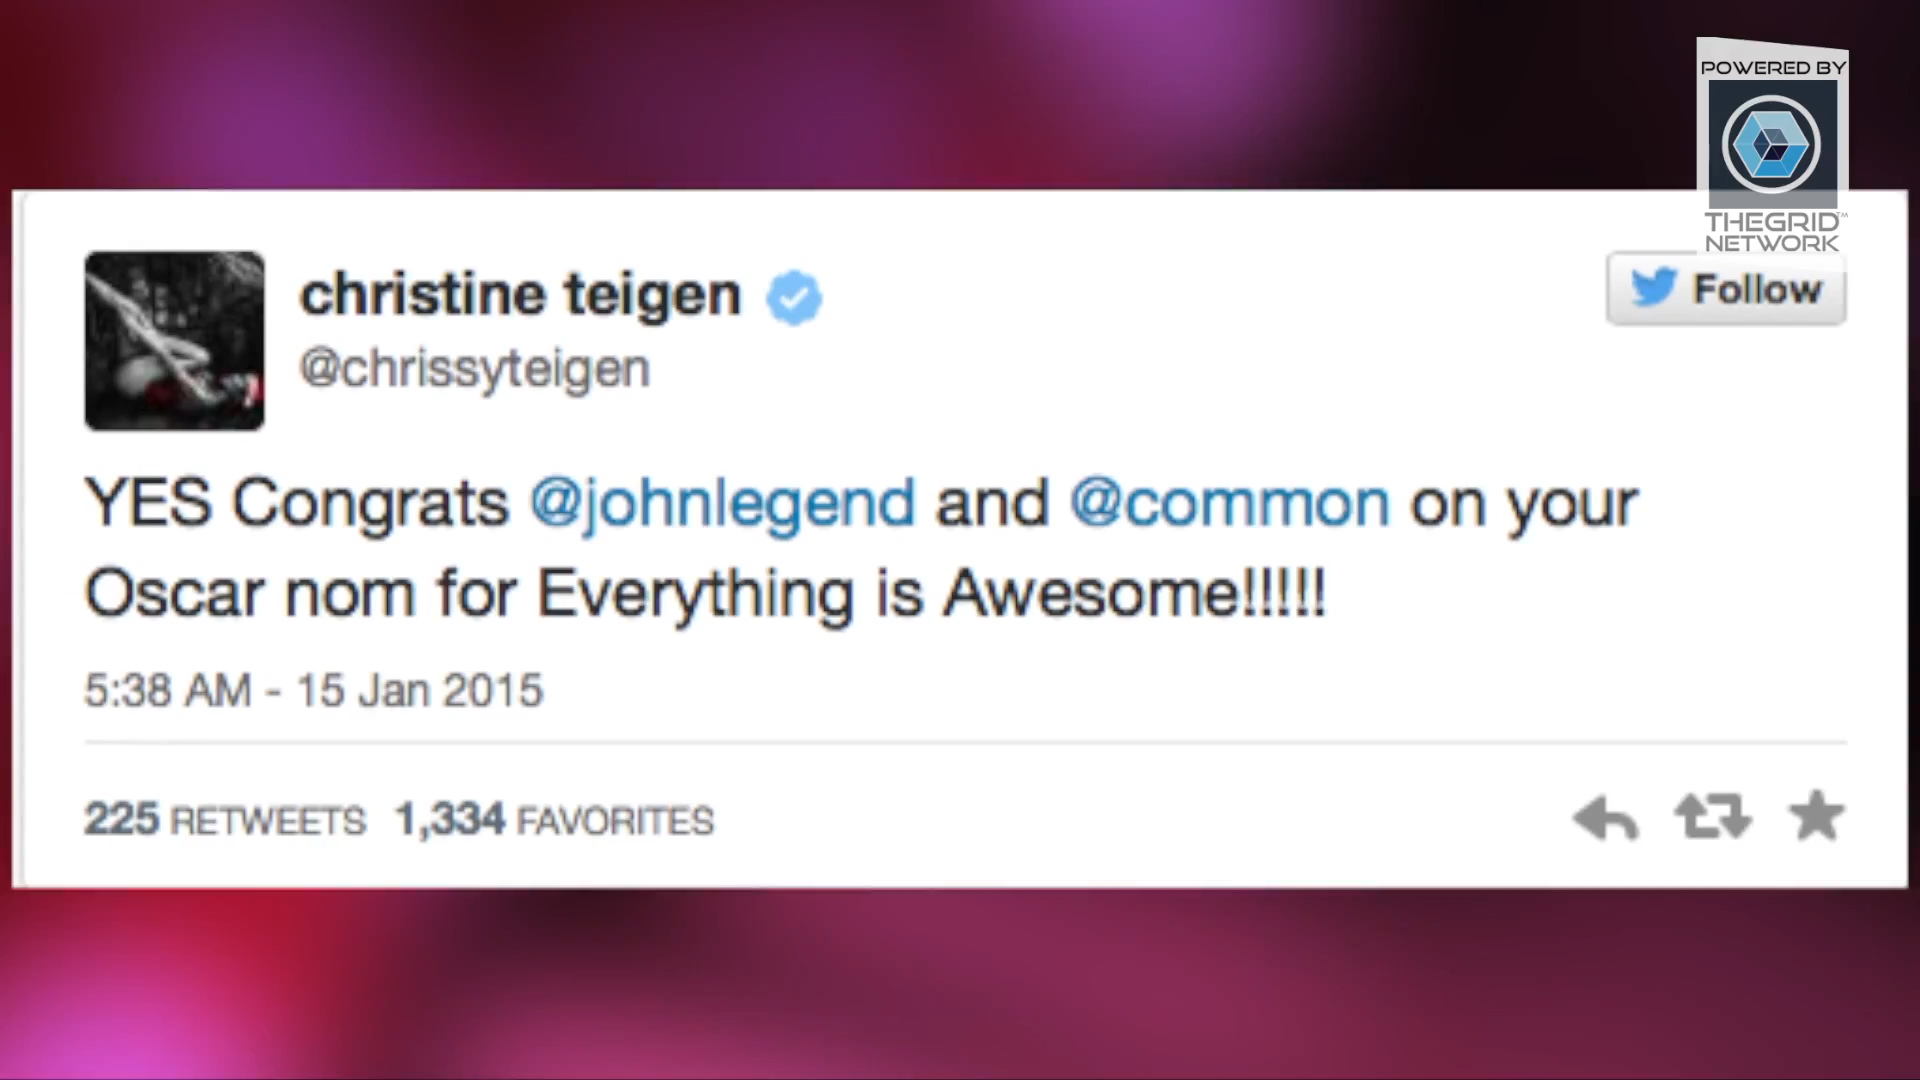 POWERED BY
THEGRID™
NETWORK
christine teigen
@chrissyteigen
Follow
YES Congrats @johnlegend and @common on your
Oscar nom for Everything is Awesome!!!!!
5:38 AM - 15 Jan 2015
225 RETWEETS 1,334 FAVORITES